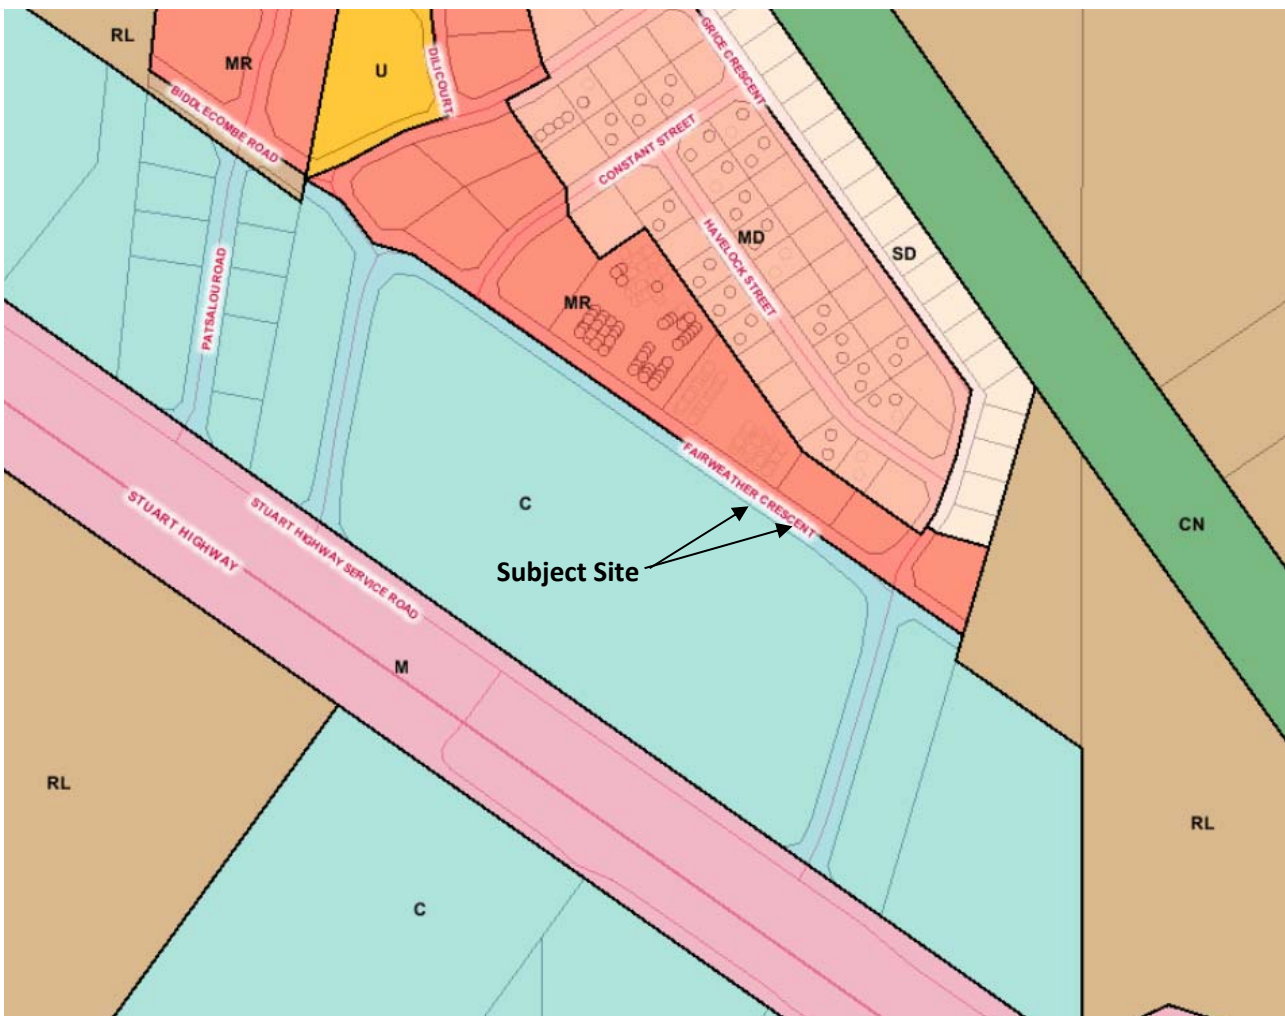 RL
MR
U
DILI COURT
GRICE CRESCENT
BIDDLECOMBE ROAD
CONSTANT STREET
HAVELOCK STREET
MD
SD
PATSALOU ROAD
MR
FAIRWEATHER CRESCENT
C
STUART HIGHWAY
STUART HIGHWAY SERVICE ROAD
CN
Subject Site
M
RL
RL
C